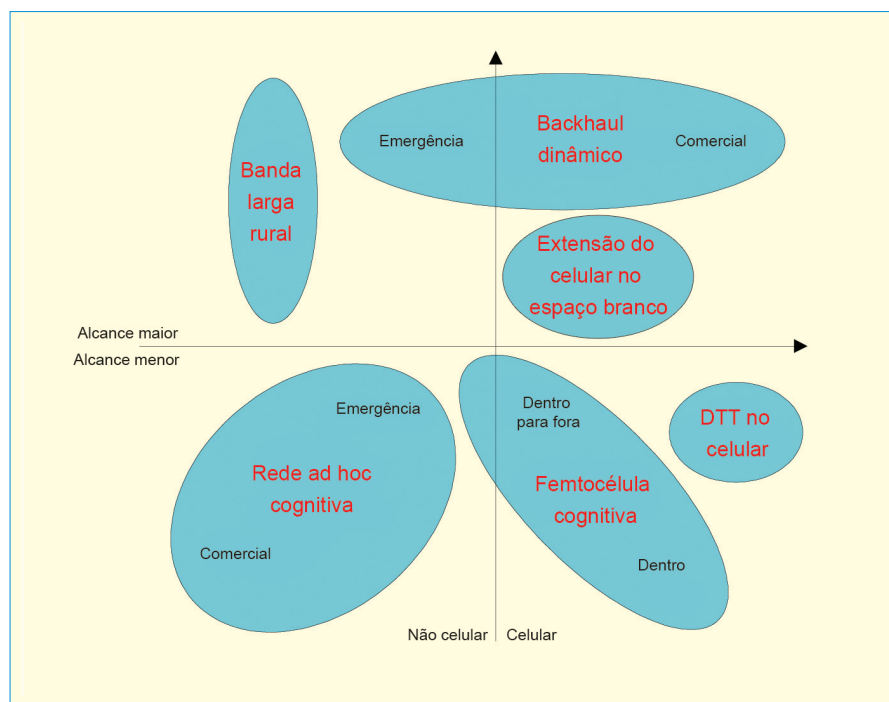 Emergência
Backhaul
dinâmico
Comercial
Banda
larga
rural
Extensão do
celular no
espaço branco
Alcance maior
Alcance menor
Emergência
Rede ad hoc
cognitiva
Comercial
Dentro
para fora
Femtocélula
cognitiva
Dentro
DTT no
celular
Não celular
Celular